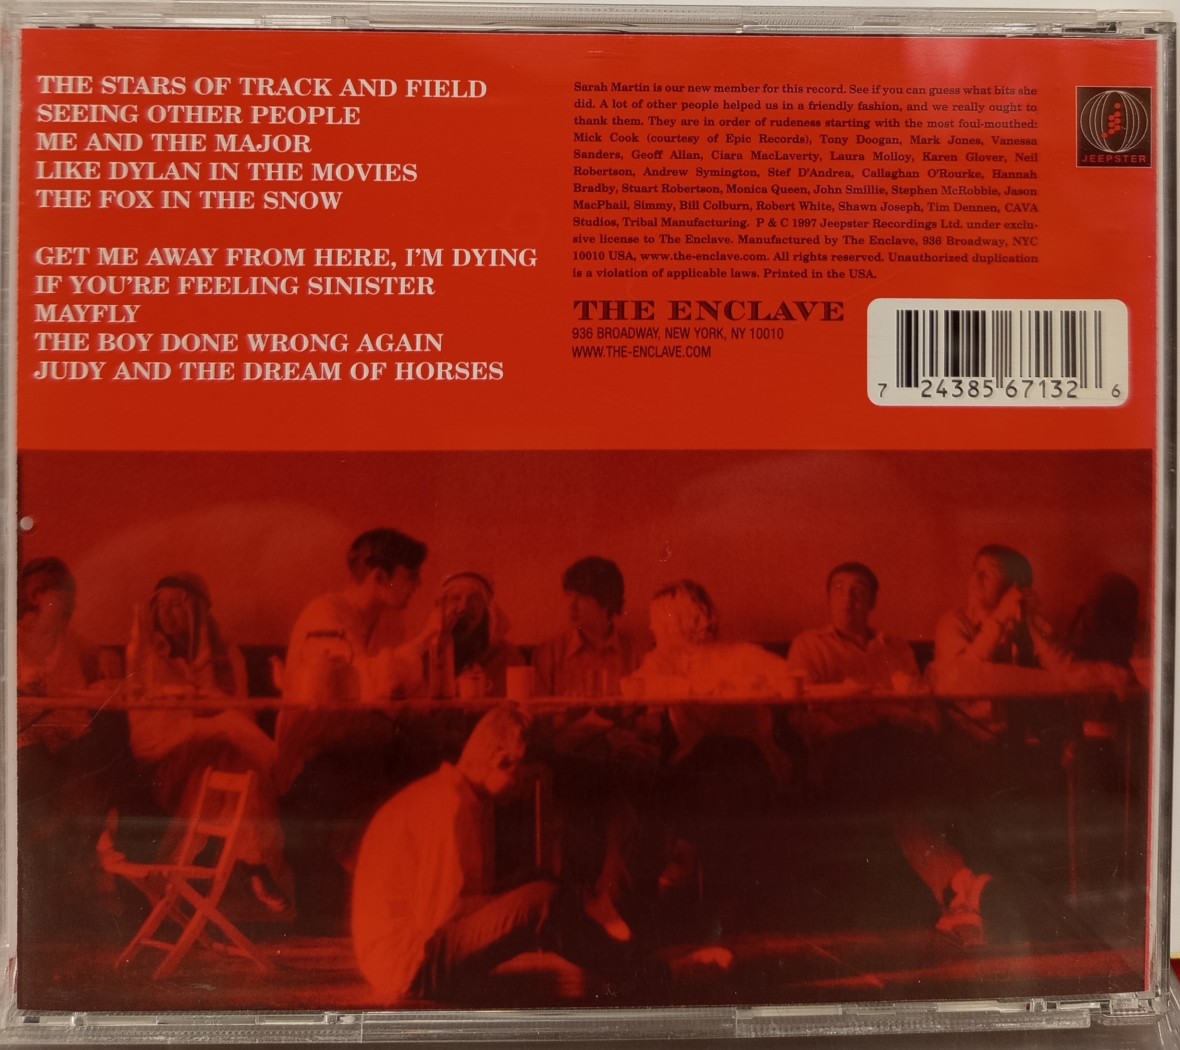 THE STARS OF TRACK AND FIELD
SEEING OTHER PEOPLE
ME AND THE MAJOR
LIKE DYLAN IN THE MOVIES
THE FOX IN THE SNOW
GET ME AWAY FROM HERE, I'M DYING
IF YOU'RE FEELING SINISTER
MAYFLY
THE BOY DONE WRONG AGAIN
JUDY AND THE DREAM OF HORSES
Sarah Martin is our new member for this record. See if you can guess what bits she
did. A lot of other people helped us in a friendly fashion, and we really ought to
thank them. They are in order of rudeness starting with the most foul-mouthed:
Mick Cook (courtesy of Epic Records), Tony Doogan, Mark Jones, Vanessa
Sanders, Geoff Allan, Ciara MacLaverty, Laura Molloy, Karen Glover, Neil
Robertson, Andrew Symington, Stef D'Andrea, Callaghan O'Rourke, Hannah
Bradby, Stuart Robertson, Monica Queen, John Smillie, Stephen McRobbie, Jason
MacPhail, Simmy, Bill Colburn, Robert White, Shawn Joseph, Tim Dennen, CAVA
Studios, Tribal Manufacturing. P & C 1997 Jeepster Recordings Ltd. under exclu-
sive license to The Enclave. Manufactured by The Enclave, 936 Broadway, NYC
10010 USA, www.the-enclave.com. All rights reserved. Unauthorized duplication
is a violation of applicable laws. Printed in the USA.
THE ENCLAVE
936 BROADWAY, NEW YORK, NY 10010
WWW.THE-ENCLAVE.COM
JEEPSTER
7 24385 67132 6